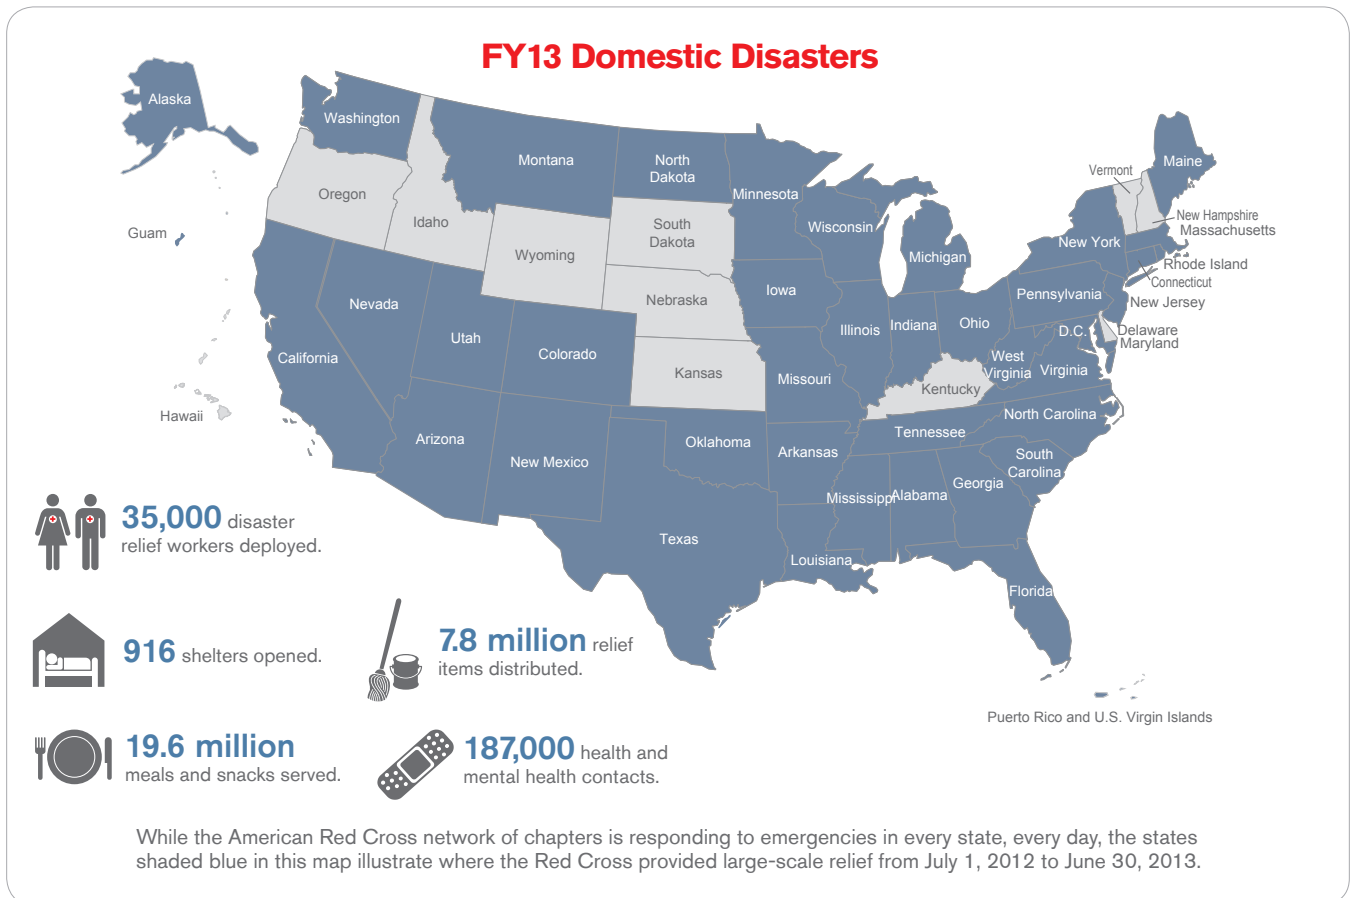 FY13 Domestic Disasters
Alaska
Washington
Montana
North
Dakota
Minnesota
Maine
Vermont
Oregon
Idaho
Wyoming
South
Dakota
Wisconsin
Michigan
New York
New Hampshire
Massachusetts
Guam
Nebraska
Iowa
Pennsylvania
Rhode Island
Connecticut
New Jersey
Nevada
Utah
Colorado
Illinois
Indiana
Ohio
D.C.
Delaware
Maryland
California
Kansas
Missouri
West
Virginia
Virginia
Kentucky
Hawaii
Arizona
New Mexico
Oklahoma
Arkansas
Tennessee
North Carolina
South
Carolina
Mississippi
Alabama
Georgia
Texas
Louisiana
Florida
Puerto Rico and U.S. Virgin Islands
35,000 disaster
relief workers deployed.
916 shelters opened.
7.8 million relief
items distributed.
19.6 million
meals and snacks served.
187,000 health and
mental health contacts.
While the American Red Cross network of chapters is responding to emergencies in every state, every day, the states
shaded blue in this map illustrate where the Red Cross provided large-scale relief from July 1, 2012 to June 30, 2013.